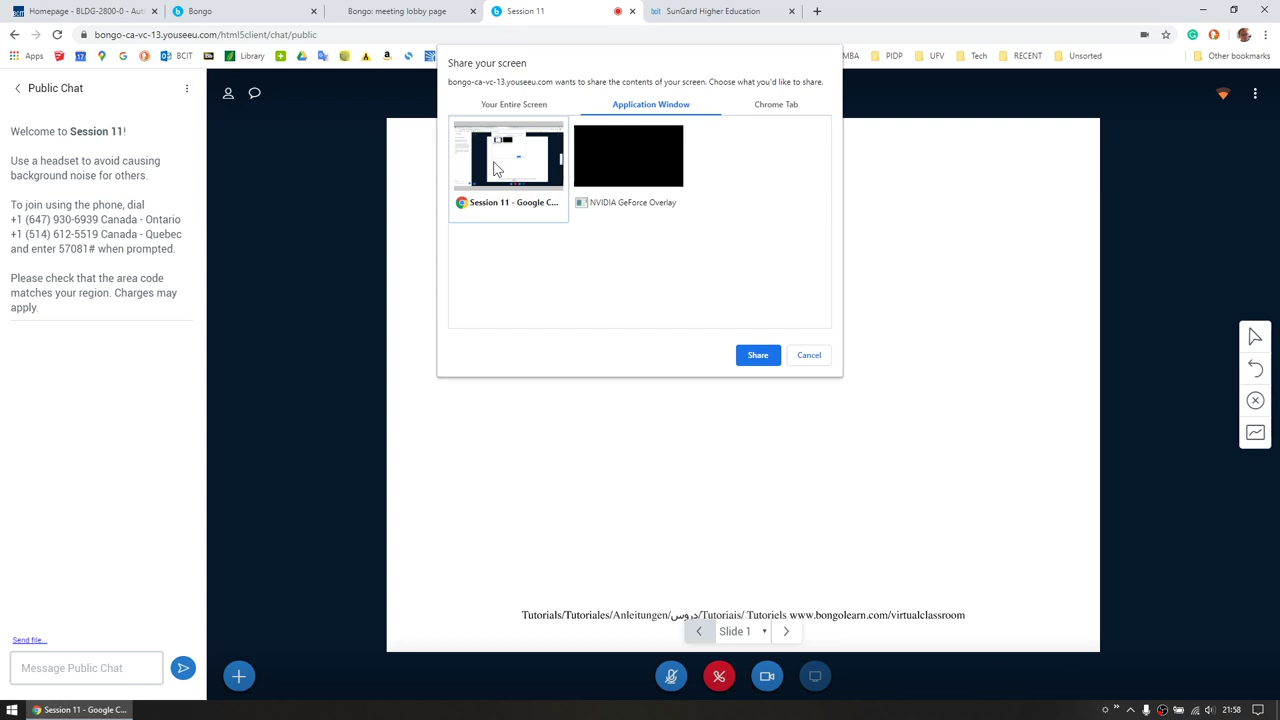 Homepage - BLDG-2800-0 - Aut
Bongo
Bongo: meeting lobby page
Session 11
SunGard Higher Education
bongo-ca-vc-13.youseeu.com/html5client/chat/public
Apps
BCIT
Library
MBA
PIDP
UFV
Tech
RECENT
Unsorted
Other bookmarks
Public Chat
Welcome to Session 11!
Use a headset to avoid causing
background noise for others.
To join using the phone, dial
+1 (647) 930-6939 Canada - Ontario
+1 (514) 612-5519 Canada - Quebec
and enter 57081# when prompted.
Please check that the area code
matches your region. Charges may
apply.
Send file...
Message Public Chat
Share your screen
bongo-ca-vc-13.youseeu.com wants to share the contents of your screen. Choose what you'd like to share.
Your Entire Screen
Application Window
Chrome Tab
Session 11 - Google C...
NVIDIA GeForce Overlay
Share
Cancel
Tutorials/Tutoriales/Anleitungen/دروس/Tutoriais/ Tutoriels www.bongolearn.com/virtualclassroom
Slide 1
Session 11 - Google C...
21:58